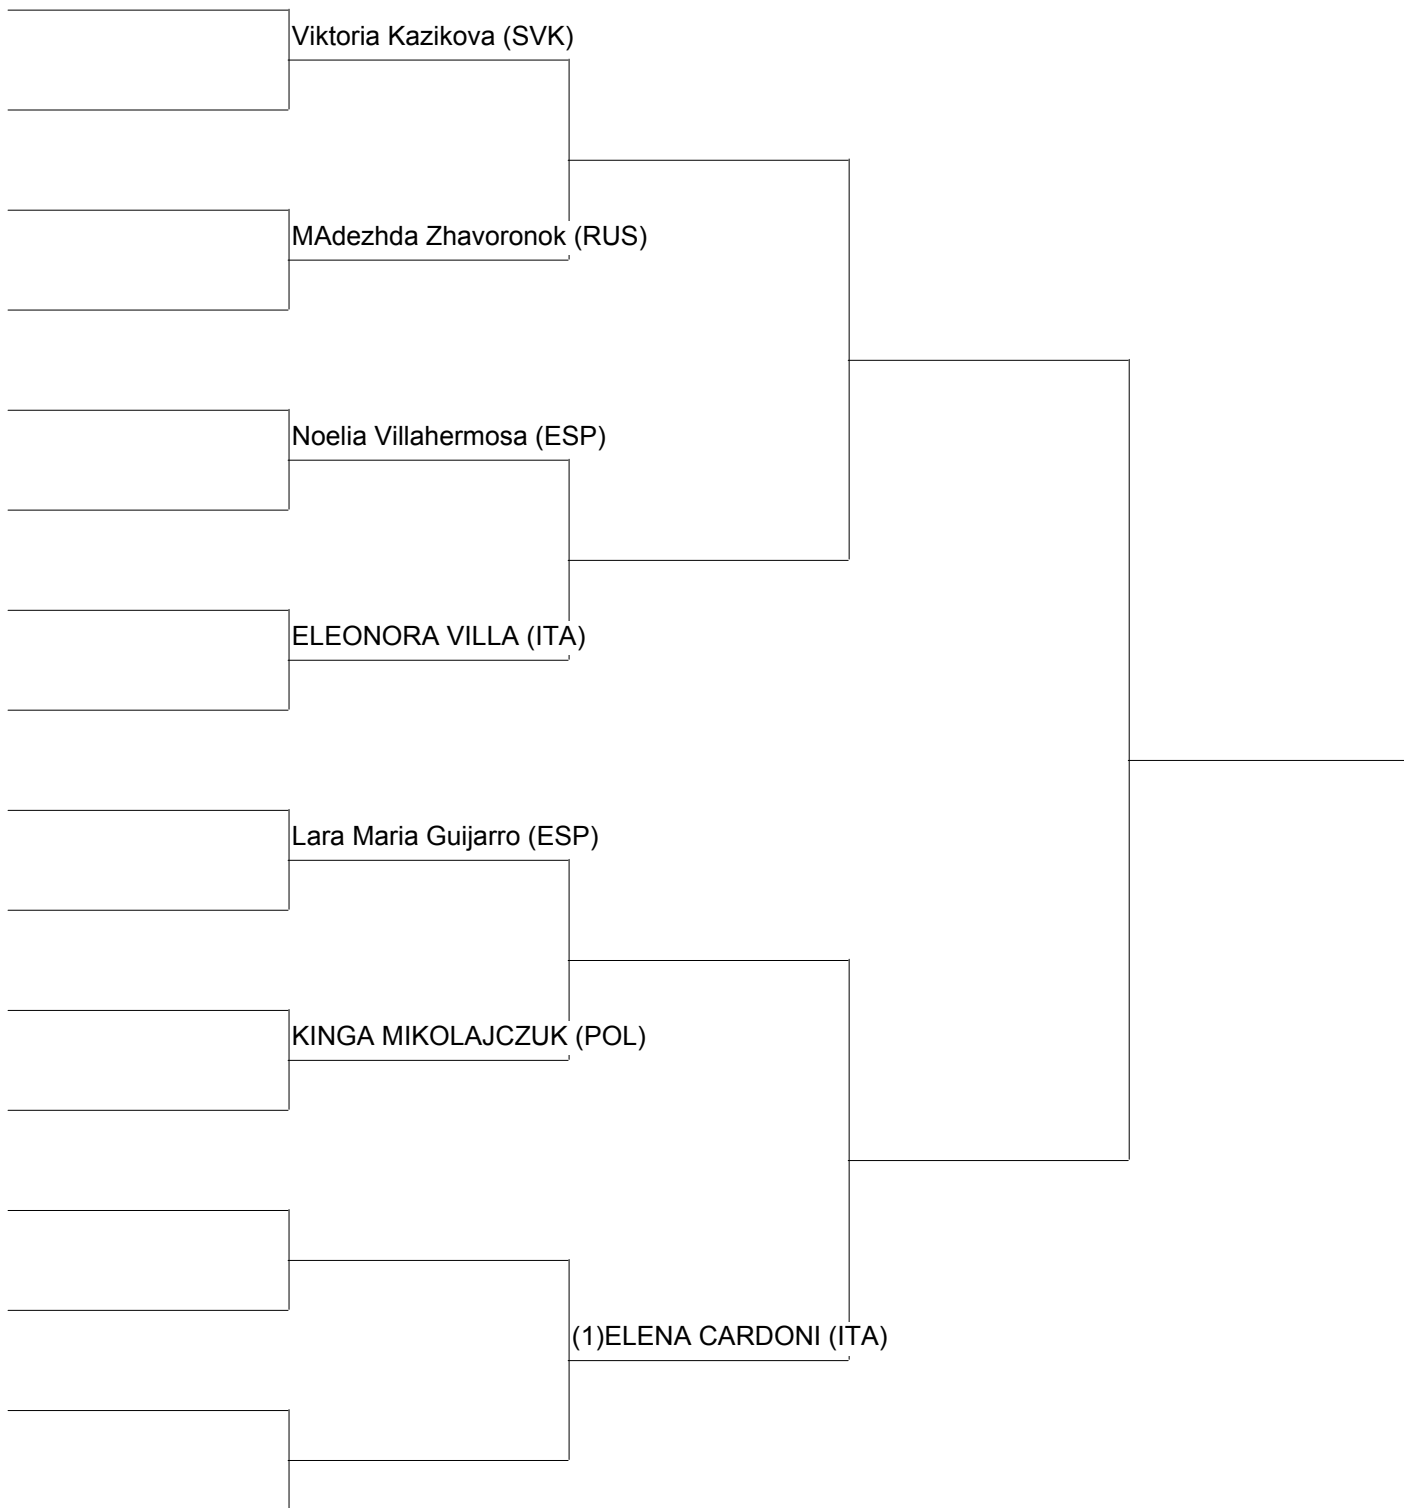 Viktoria Kazikova (SVK)
MAdezhda Zhavoronok (RUS)
Noelia Villahermosa (ESP)
ELEONORA VILLA (ITA)
Lara Maria Guijarro (ESP)
KINGA MIKOLAJCZUK (POL)
(1)ELENA CARDONI (ITA)